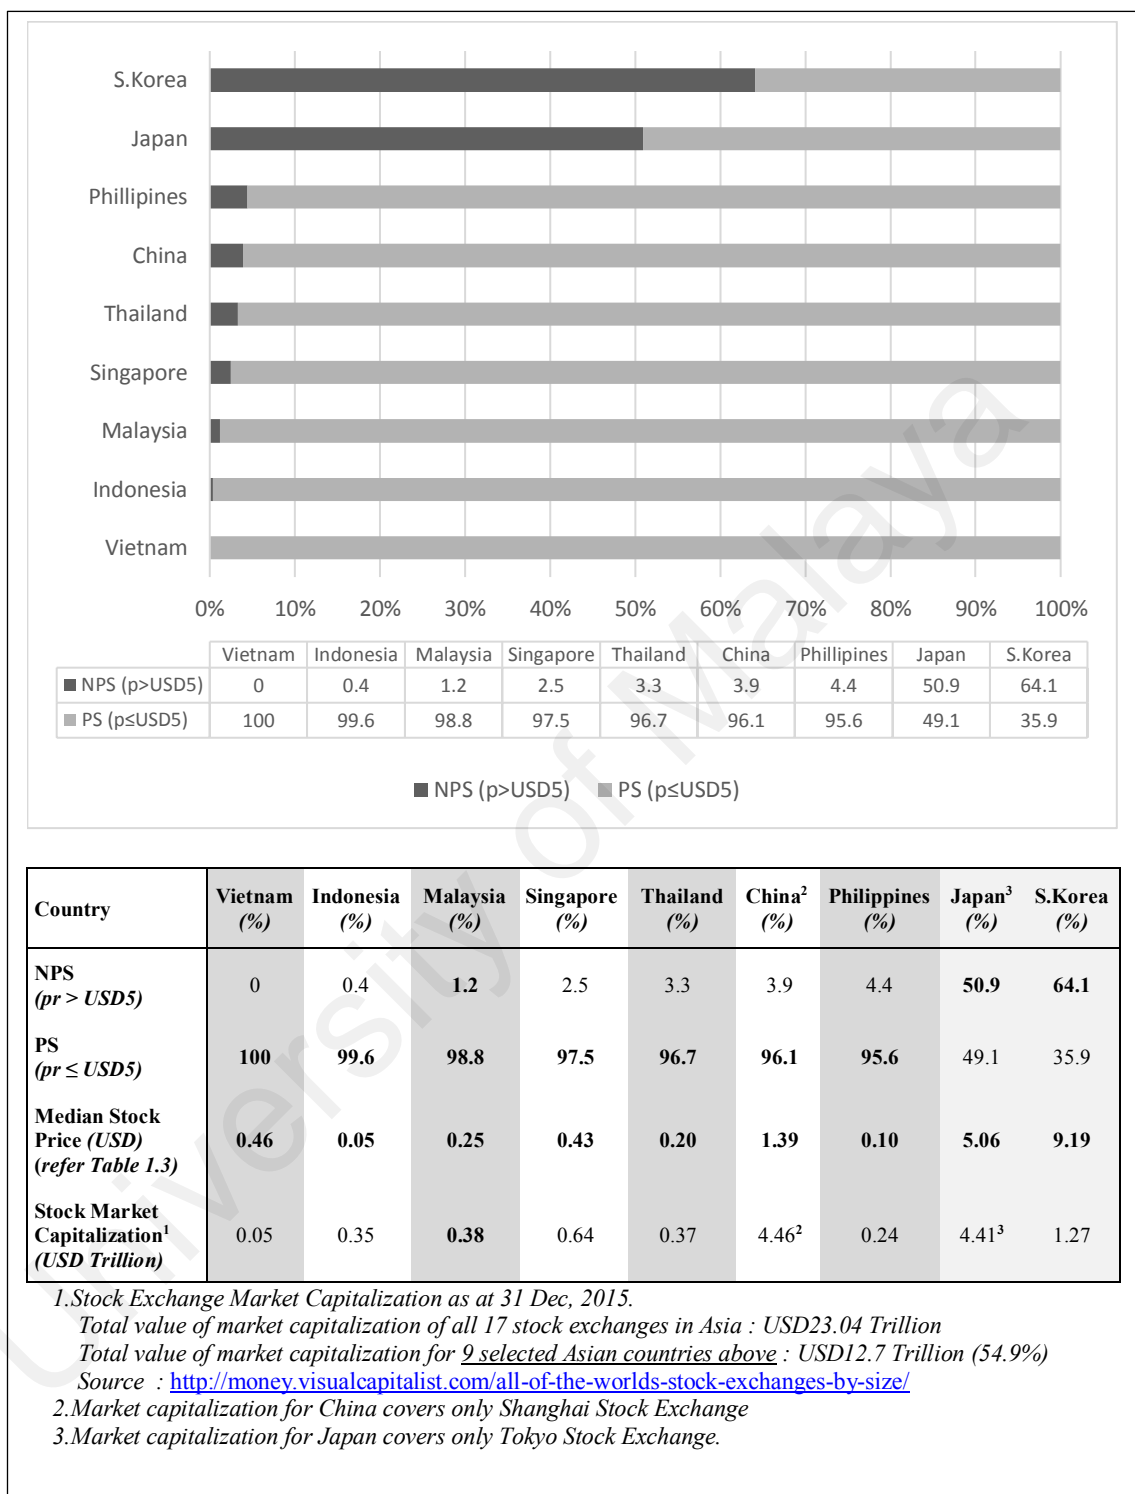 S.Korea
Japan
Phillipines
China
Thailand
Singapore
Malaysia
Indonesia
Vietnam
0% 10% 20% 30% 40% 50% 60% 70% 80% 90% 100%
Vietnam Indonesia Malaysia Singapore Thailand China Phillipines Japan S.Korea
NPS (p>USD5) 0 0.4 1.2 2.5 3.3 3.9 4.4 50.9 64.1
PS (p≤USD5) 100 99.6 98.8 97.5 96.7 96.1 95.6 49.1 35.9
NPS (p>USD5) PS (p≤USD5)
Country Vietnam (%) Indonesia (%) Malaysia (%) Singapore (%) Thailand (%) China² (%) Philippines (%) Japan³ (%) S.Korea (%)
NPS
(pr > USD5) 0 0.4 1.2 2.5 3.3 3.9 4.4 50.9 64.1
PS
(pr ≤ USD5) 100 99.6 98.8 97.5 96.7 96.1 95.6 49.1 35.9
Median Stock
Price (USD) 0.46 0.05 0.25 0.43 0.20 1.39 0.10 5.06 9.19
(refer Table 1.3)
Stock Market
Capitalization¹ 0.05 0.35 0.38 0.64 0.37 4.46² 0.24 4.41³ 1.27
(USD Trillion)
1.Stock Exchange Market Capitalization as at 31 Dec, 2015.
Total value of market capitalization of all 17 stock exchanges in Asia : USD23.04 Trillion
Total value of market capitalization for 9 selected Asian countries above : USD12.7 Trillion (54.9%)
Source : http://money.visualcapitalist.com/all-of-the-worlds-stock-exchanges-by-size/
2.Market capitalization for China covers only Shanghai Stock Exchange
3.Market capitalization for Japan covers only Tokyo Stock Exchange.
University of Malaya